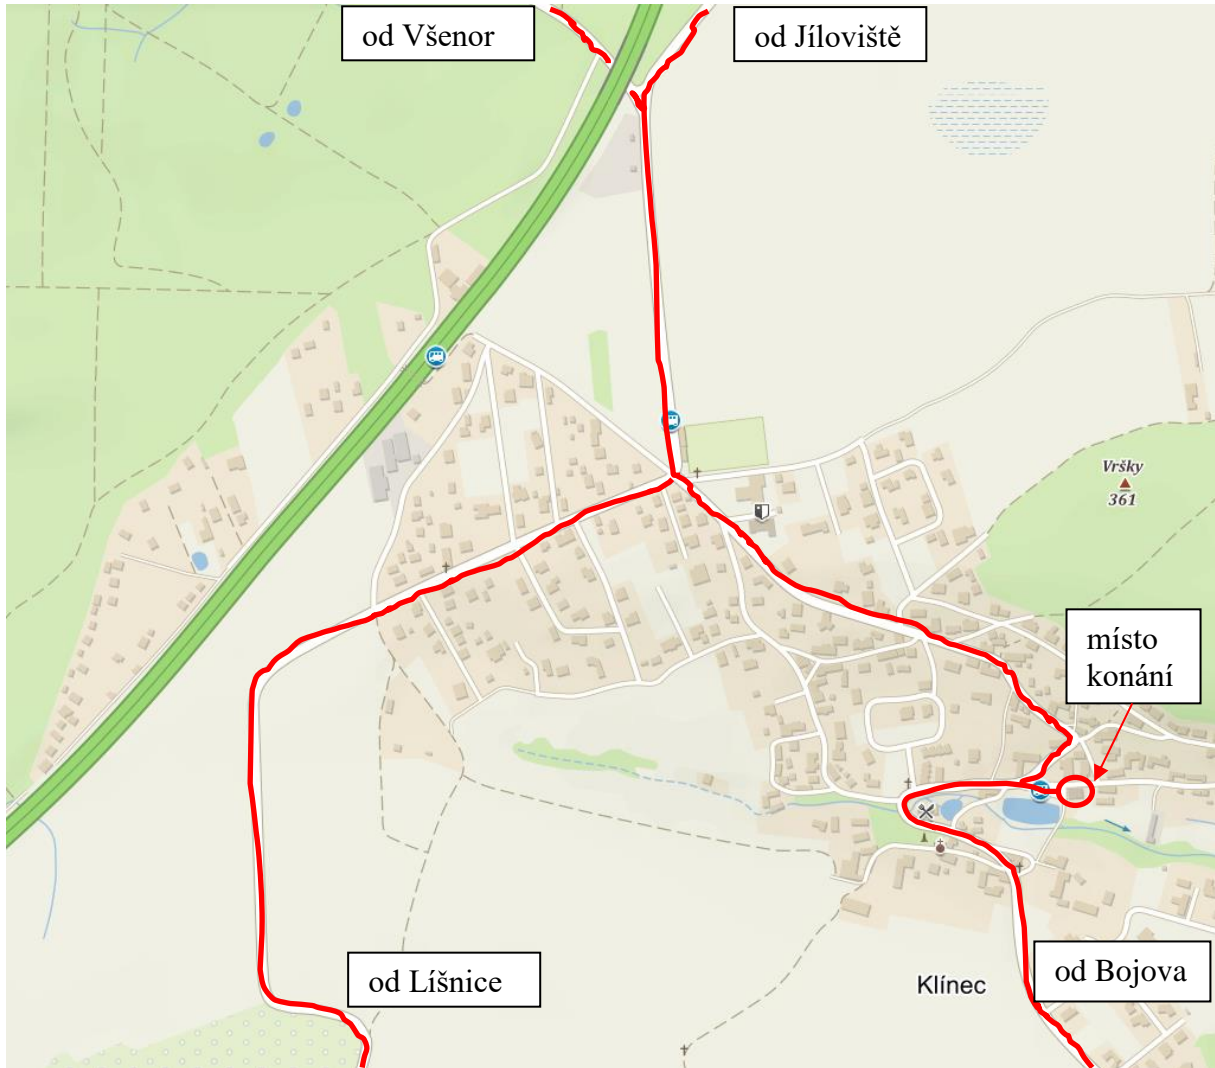 od Všenor
od Jíloviště
Vršky
361
místo
konání
od Líšnice
od Bojova
Klínec